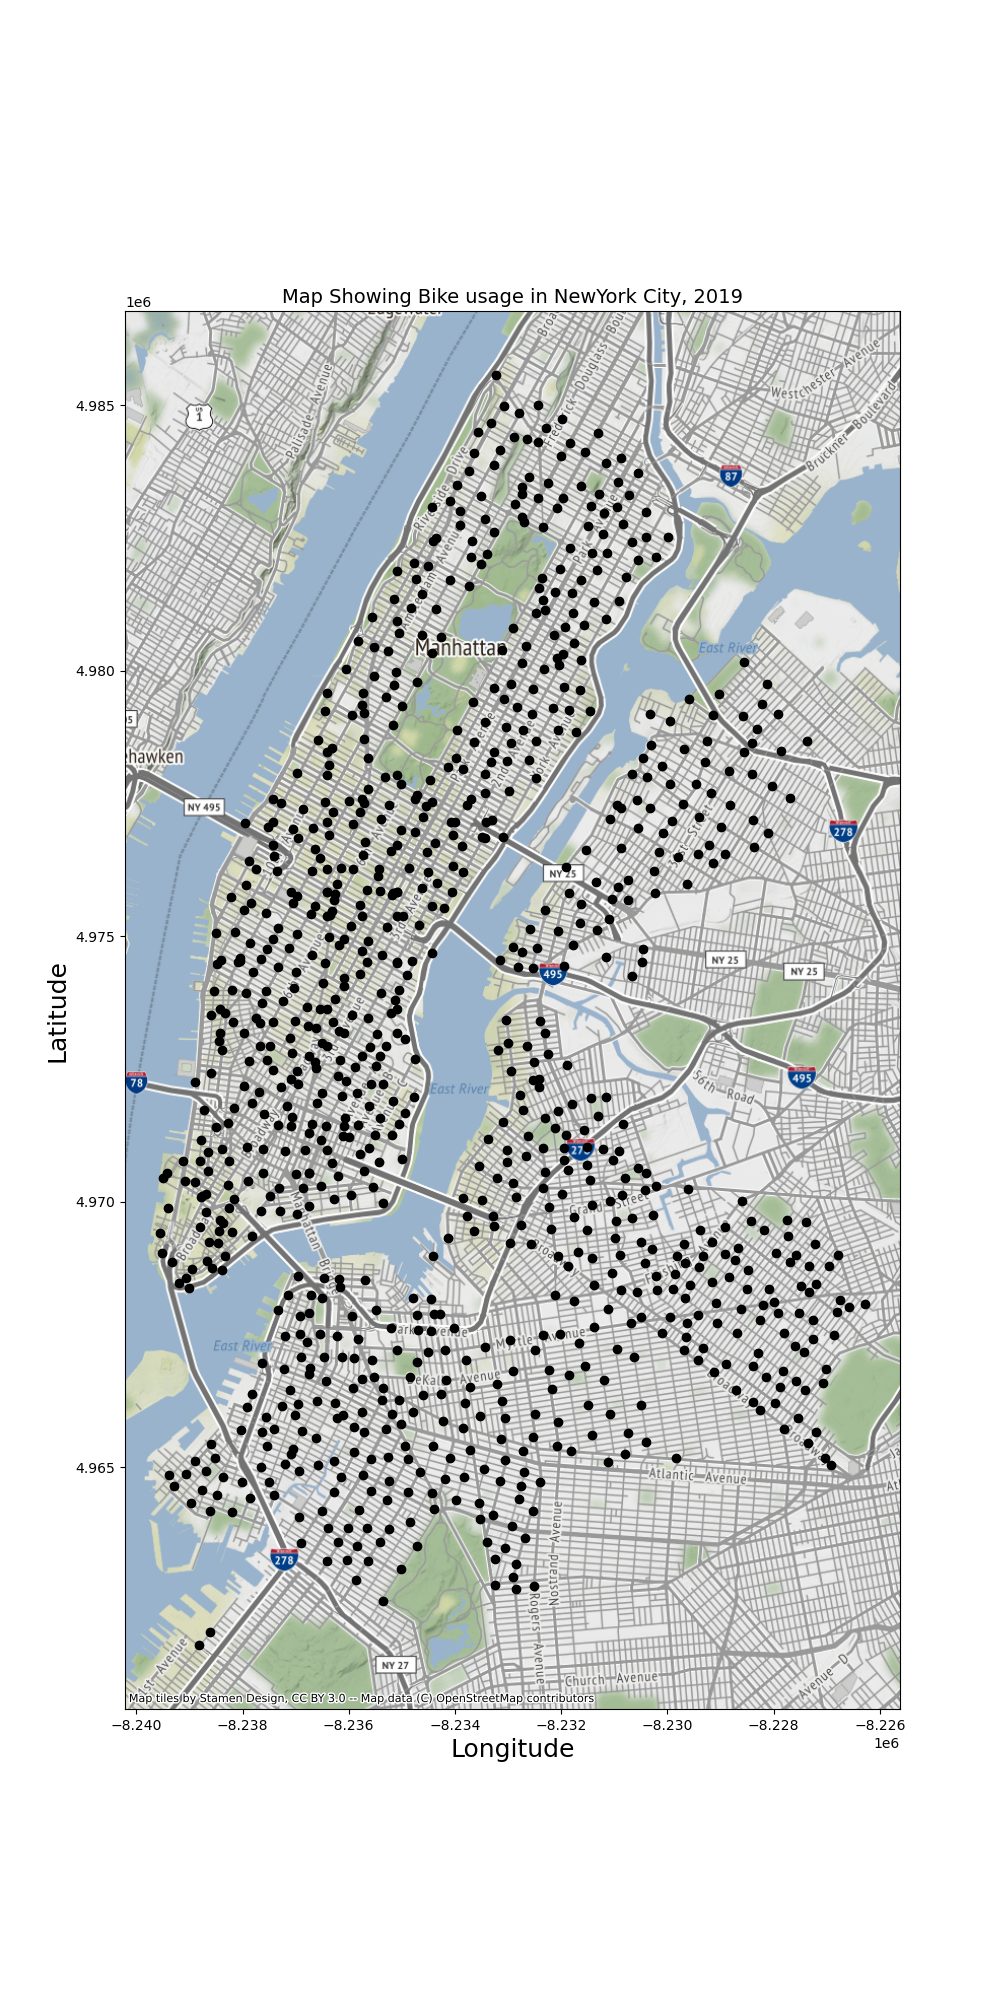 Map Showing Bike usage in NewYork City, 2019
1e6
4.985
4.980
4.975
4.970
4.965
Latitude
Palisade Avenue
US 1
Riverside Drive
Westchester Avenue
Bruckner Boulevard
87
East River
Manhattan
ehawken
NY 495
278
NY 25
NY 25
NY 25
495
495
78
East River
Broadway
Grand Street
Manhattan
East River
Myrtle Avenue
Atlantic Avenue
278
Nostrand Avenue
Rogers Avenue
NY 27
Church Avenue
Avenue D
1st Avenue
Map tiles by Stamen Design, CC BY 3.0 -- Map data (C) OpenStreetMap contributors
−8.240 −8.238 −8.236 −8.234 −8.232 −8.230 −8.228 −8.226
1e6
Longitude